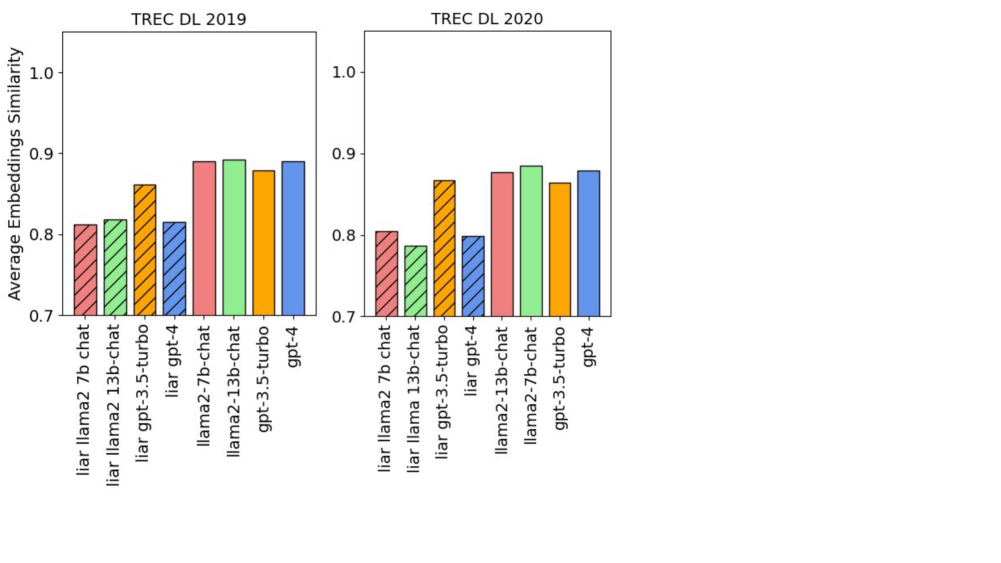 TREC DL 2019
Average Embeddings Similarity
1.0
0.9
0.8
0.7
liar llama2 7b chat
liar llama2 13b-chat
liar gpt-3.5-turbo
liar gpt-4
llama2-7b-chat
llama2-13b-chat
gpt-3.5-turbo
gpt-4
TREC DL 2020
1.0
0.9
0.8
0.7
liar llama2 7b chat
liar llama 13b-chat
liar gpt-3.5-turbo
liar gpt-4
llama2-13b-chat
llama2-7b-chat
gpt-3.5-turbo
gpt-4